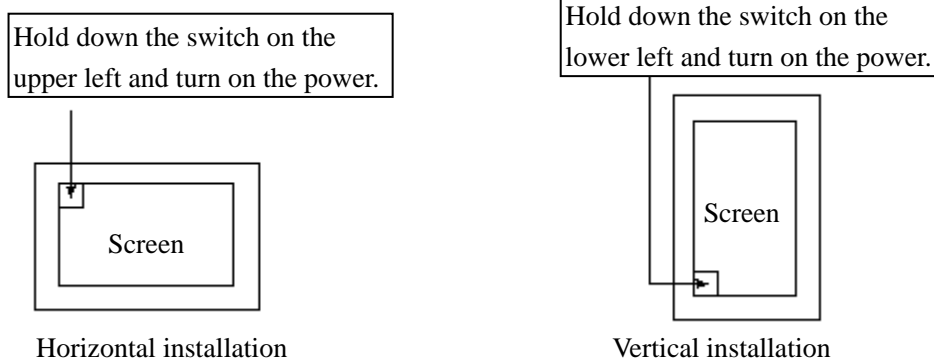 Hold down the switch on the
upper left and turn on the power.
Screen
Horizontal installation
Hold down the switch on the
lower left and turn on the power.
Screen
Vertical installation